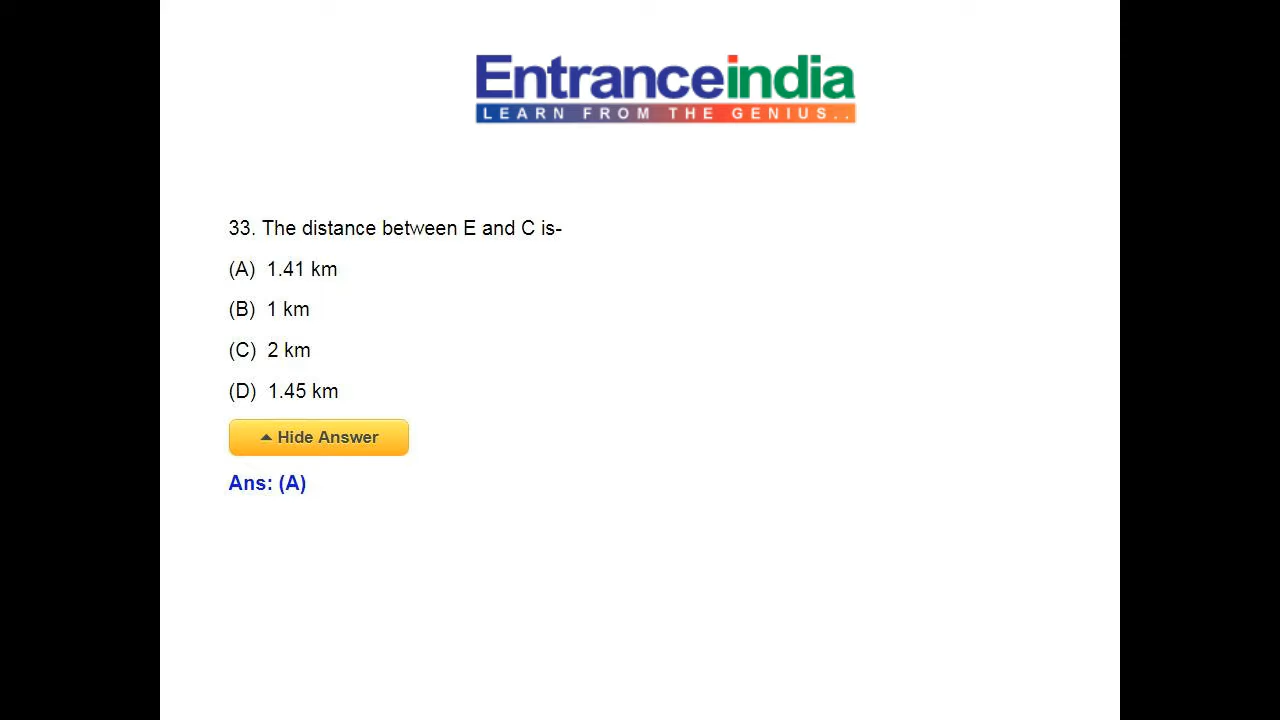 Entranceindia
LEARN FROM THE GENIUS..
33. The distance between E and C is-
(A) 1.41 km
(B) 1 km
(C) 2 km
(D) 1.45 km
Hide Answer
Ans: (A)